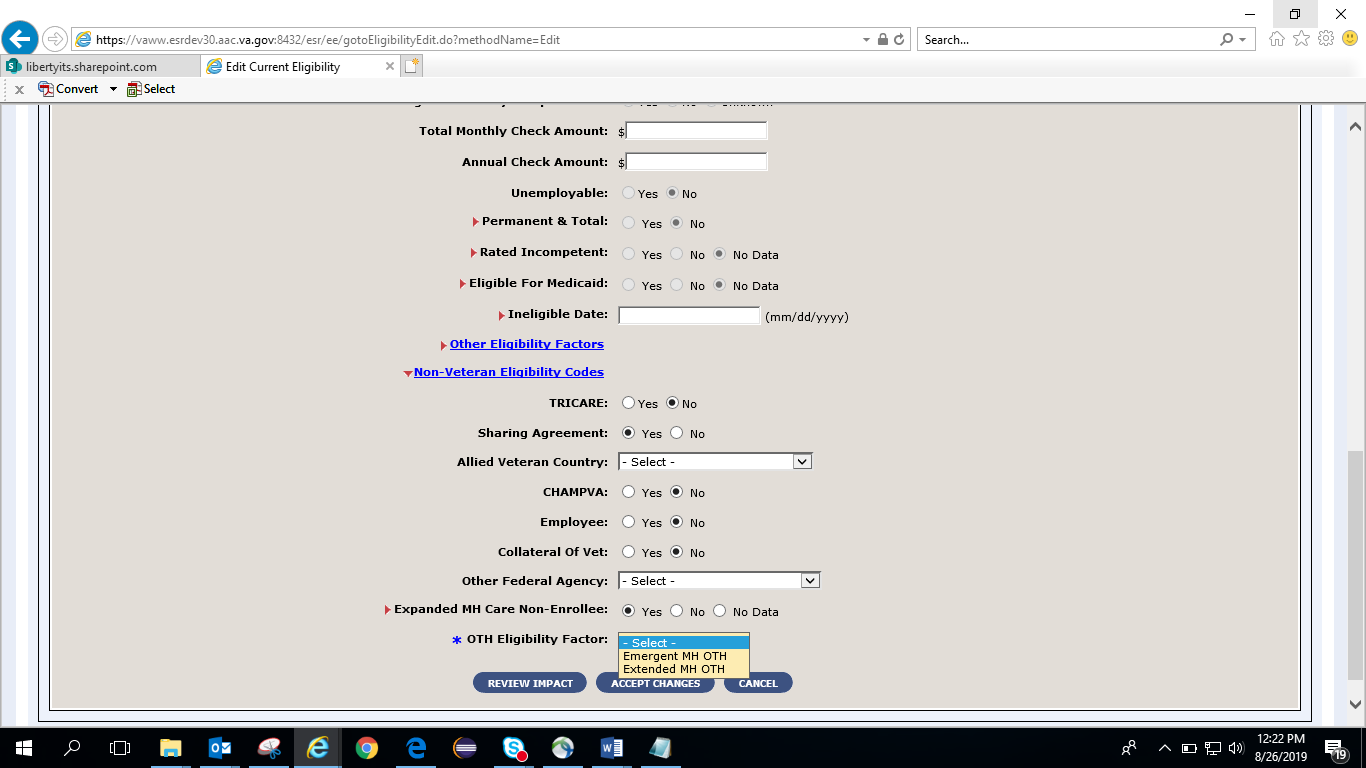 https://vaww.esrdev30.aac.va.gov:8432/esr/ee/gotoEligibilityEdit.do?methodName=Edit
Search...
libertyits.sharepoint.com
Edit Current Eligibility
x Convert Select
Total Monthly Check Amount: $
Annual Check Amount: $
Unemployable: Yes No
Permanent & Total: Yes No
Rated Incompetent: Yes No No Data
Eligible For Medicaid: Yes No No Data
Ineligible Date: (mm/dd/yyyy)
Other Eligibility Factors
Non-Veteran Eligibility Codes
TRICARE: Yes No
Sharing Agreement: Yes No
Allied Veteran Country: - Select -
CHAMPVA: Yes No
Employee: Yes No
Collateral Of Vet: Yes No
Other Federal Agency: - Select -
Expanded MH Care Non-Enrollee: Yes No No Data
* OTH Eligibility Factor: - Select -
Emergent MH OTH
Extended MH OTH
REVIEW IMPACT ACCEPT CHANGES CANCEL
12:22 PM
8/26/2019
19